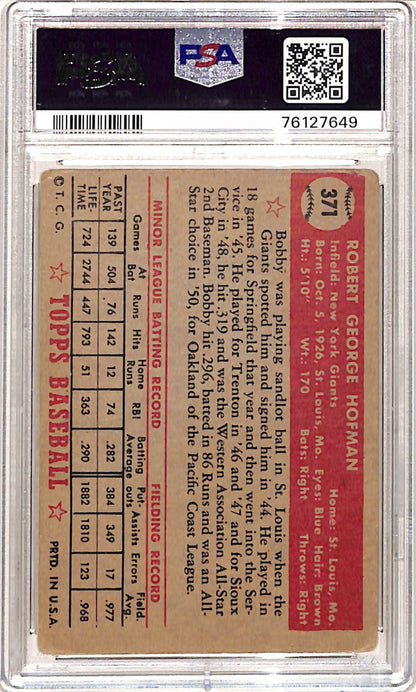 PSA
76127649
371
ROBERT GEORGE HOFMAN
Infield: New York Giants Home: St. Louis, Mo.
Born: Oct. 5, 1926, St. Louis, Mo. Eyes: Blue Hair: Brown
Ht.: 5'10" Wt.: 170 Bats: Right Throws: Right
Bobby was playing sandlot ball in St. Louis when the
Giants spotted him and signed him in '44. He played in
18 games for Springfield that year and then went into the Ser-
vice in '45. He played for Trenton in '46 and '47 and for Sioux
City in '48, he hit .319 and was the Western Association All-Star
2nd Baseman. Bobby hit .296, batted in 86 Runs and was an All-
Star choice in '50, for Oakland of the Pacific Coast League.
MINOR LEAGUE BATTING RECORD FIELDING RECORD
Games At Bat Runs Hits Home Runs RBI Batting Average Put outs Assists Errors Field. Avg.
PAST YEAR 139 504 76 142 12 74 .282 384 349 17 .977
LIFE- TIME 724 2744 447 793 51 363 .290 1882 1810 123 .968
© T. C. G. TOPPS BASEBALL PRTD. IN U.S.A.